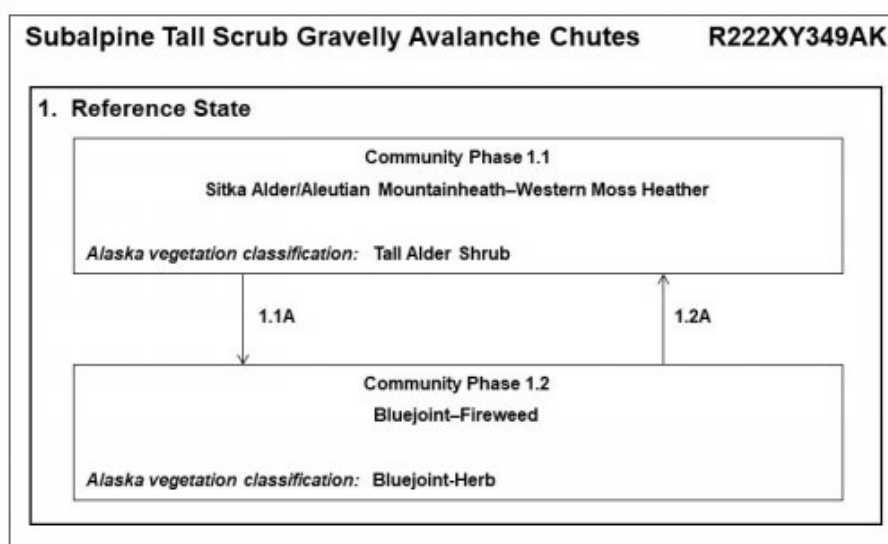 Subalpine Tall Scrub Gravelly Avalanche Chutes R222XY349AK
1. Reference State
Community Phase 1.1
Sitka Alder/Aleutian Mountainheath–Western Moss Heather
Alaska vegetation classification: Tall Alder Shrub
1.1A 1.2A
Community Phase 1.2
Bluejoint–Fireweed
Alaska vegetation classification: Bluejoint-Herb